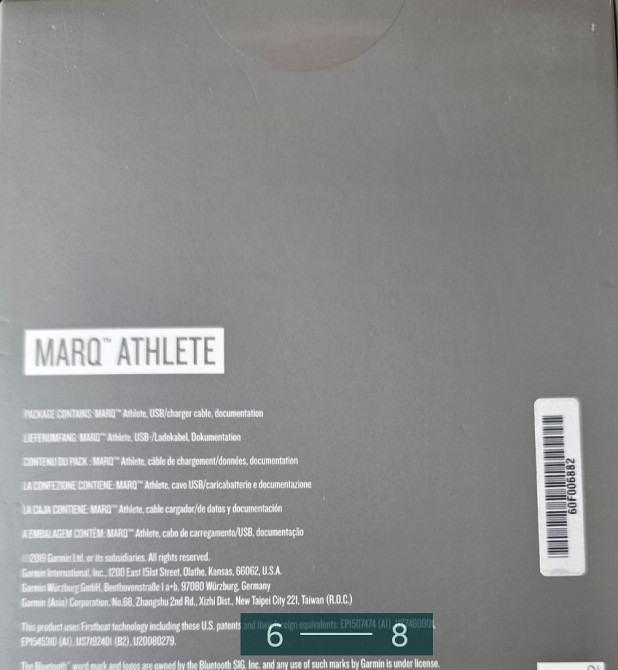 MARQ™ ATHLETE
PACKAGE CONTAINS: MARQ™ Athlete, USB/charger cable, documentation
LIEFERUMFANG: MARQ™ Athlete, USB-/Ladekabel, Dokumentation
CONTENU DU PACK : MARQ™ Athlete, câble de chargement/données, documentation
LA CONFEZIONE CONTIENE: MARQ™ Athlete, cavo USB/caricabatterie e documentazione
LA CAJA CONTIENE: MARQ™ Athlete, cable cargador/de datos y documentación
A EMBALAGEM CONTÉM: MARQ™ Athlete, cabo de carregamento/USB, documentação
©2019 Garmin Ltd. or its subsidiaries. All rights reserved.
Garmin International, Inc., 1200 East 151st Street, Olathe, Kansas, 66062, U.S.A.
Garmin Würzburg GmbH, Beethovenstraße 1 a+b, 97080 Würzburg, Germany
Garmin (Asia) Corporation, No.68, Zhangshu 2nd Rd., Xizhi Dist., New Taipei City 221, Taiwan (R.O.C.)
This product uses Firstbeat technology including these U.S. patents and their foreign equivalents: EP1507474 (A1),
EP1545310 (A1), US7192401 (B2), U20080279.
The Bluetooth® word mark and logos are owned by the Bluetooth SIG, Inc. and any use of such marks by Garmin is under license.
60F006882
6 — 8